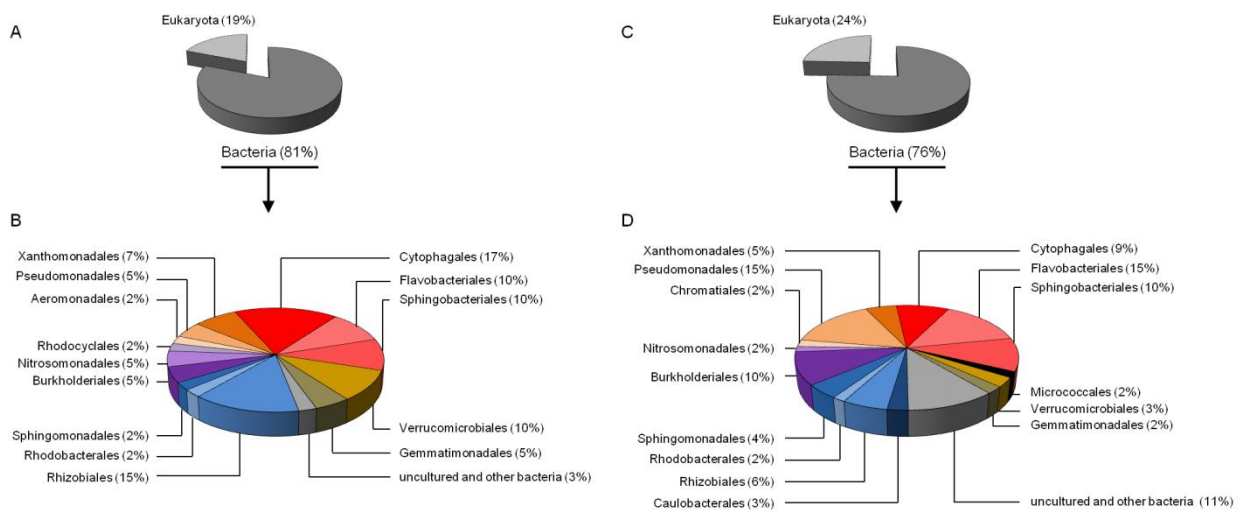 A
Eukaryota (19%)
Bacteria (81%)
B
Xanthomonadales (7%)
Pseudomonadales (5%)
Aeromonadales (2%)
Rhodocyclales (2%)
Nitrosomonadales (5%)
Burkholderiales (5%)
Sphingomonadales (2%)
Rhodobacterales (2%)
Rhizobiales (15%)
Cytophagales (17%)
Flavobacteriales (10%)
Sphingobacteriales (10%)
Verrucomicrobiales (10%)
Gemmatimonadales (5%)
uncultured and other bacteria (3%)
C
Eukaryota (24%)
Bacteria (76%)
D
Xanthomonadales (5%)
Pseudomonadales (15%)
Chromatiales (2%)
Nitrosomonadales (2%)
Burkholderiales (10%)
Sphingomonadales (4%)
Rhodobacterales (2%)
Rhizobiales (6%)
Caulobacterales (3%)
Cytophagales (9%)
Flavobacteriales (15%)
Sphingobacteriales (10%)
Micrococcales (2%)
Verrucomicrobiales (3%)
Gemmatimonadales (2%)
uncultured and other bacteria (11%)